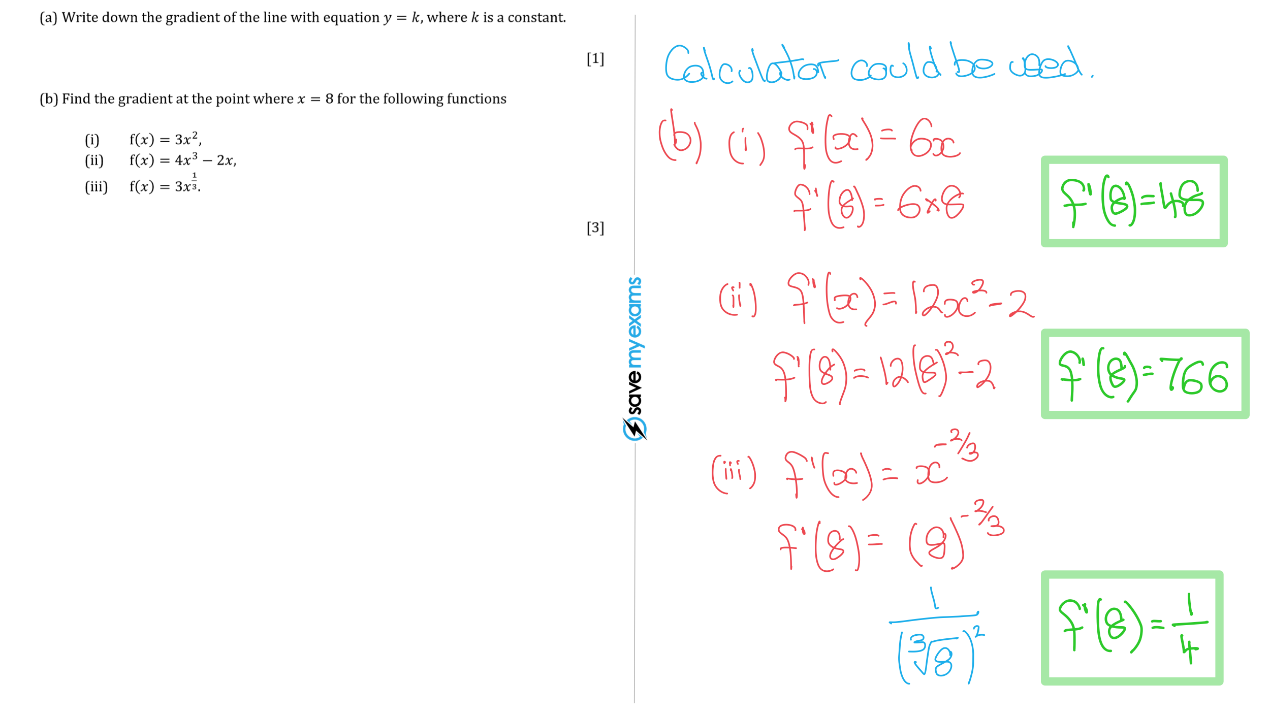 (a) Write down the gradient of the line with equation y = k, where k is a constant.
[1]
(b) Find the gradient at the point where x = 8 for the following functions
(i) f(x) = 3x²,
(ii) f(x) = 4x³ − 2x,
(iii) f(x) = 3x^(1/3).
[3]
savemyexams
Calculator could be used.
(b) (i) f'(x) = 6x
f'(8) = 6×8
f'(8) = 48
(ii) f'(x) = 12x² − 2
f'(8) = 12(8)² − 2
f'(8) = 766
(iii) f'(x) = x^(−2/3)
f'(8) = (8)^(−2/3)
1/(³√8)²
f'(8) = 1/4